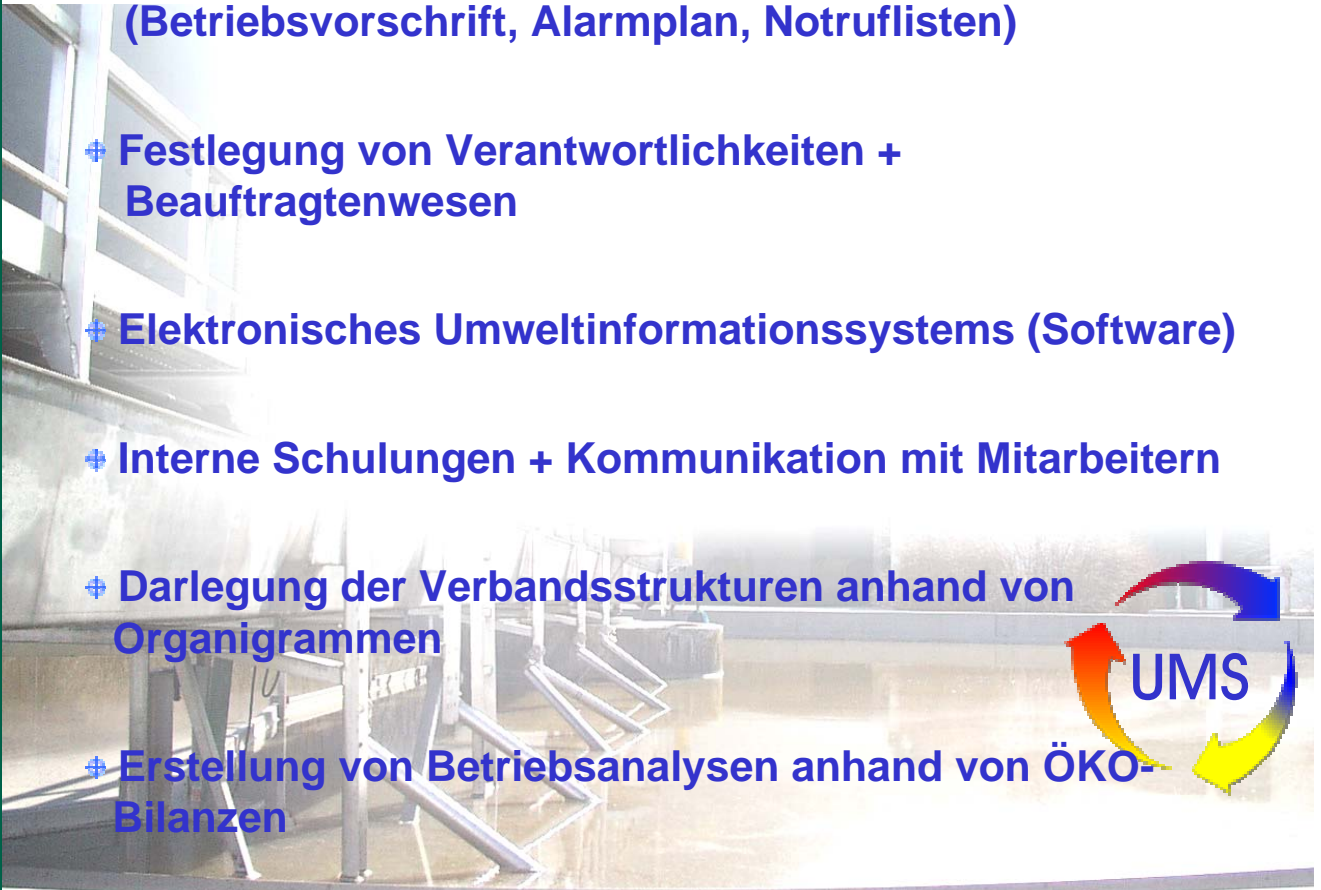 (Betriebsvorschrift, Alarmplan, Notruflisten)
Festlegung von Verantwortlichkeiten +
Beauftragtenwesen
Elektronisches Umweltinformationssystems (Software)
Interne Schulungen + Kommunikation mit Mitarbeitern
Darlegung der Verbandsstrukturen anhand von
Organigrammen
UMS
Erstellung von Betriebsanalysen anhand von ÖKO-
Bilanzen